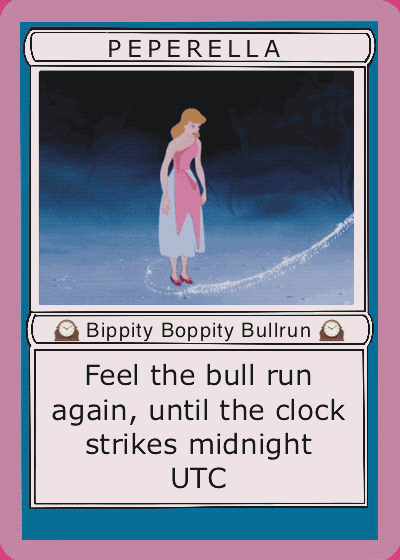 PEPERELLA
Bippity Boppity Bullrun
Feel the bull run
again, until the clock
strikes midnight
UTC